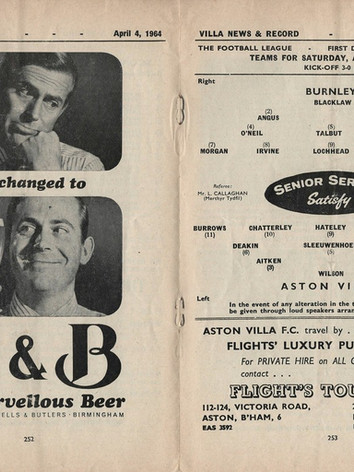 - - - April 4, 1964
changed to
& B
rvellous Beer
ELLS & BUTLERS · BIRMINGHAM
252
VILLA NEWS & RECORD -
THE FOOTBALL LEAGUE - FIRST D
TEAMS FOR SATURDAY, A
KICK-OFF 3-0
Right
BURNLEY
BLACKLAW
(2)
ANGUS
(4) (5)
O'NEIL TALBUT
(7) (8) (9)
MORGAN IRVINE LOCHHEAD
Referee:
Mr. L. CALLAGHAN
(Merthyr Tydfil)
SENIOR SER
Satisfy
BURROWS CHATTERLEY HATELEY
(11) (10) (9)
DEAKIN SLEEUWENHOE
(6) (5)
AITKEN
(3)
WILSON
ASTON VI
Left
In the event of any alteration in the t
be given through loud speakers arran
ASTON VILLA F.C. travel by . .
FLIGHTS' LUXURY PU
For PRIVATE HIRE on ALL O
contact . . .
FLIGHT'S TOU
112-124, VICTORIA ROAD,
ASTON, B'HAM, 6
EAS 3592
253